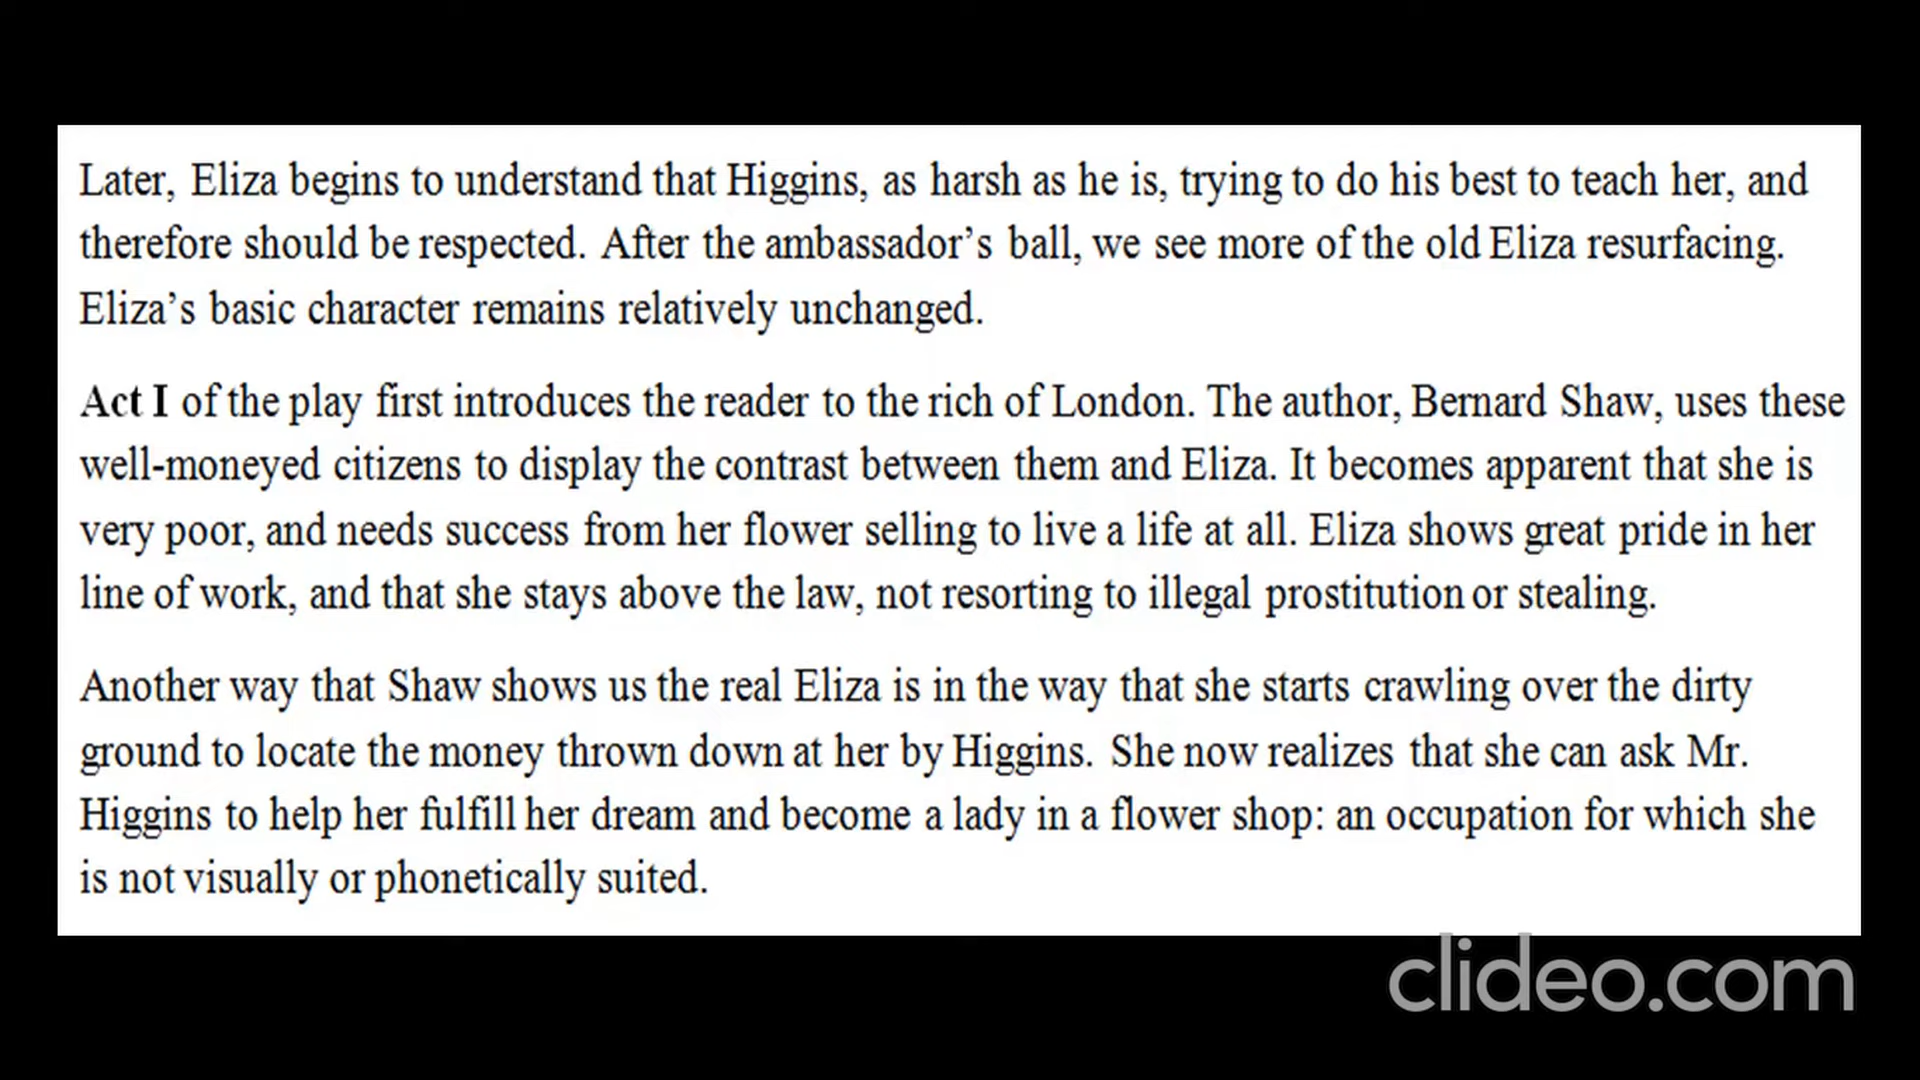 Later, Eliza begins to understand that Higgins, as harsh as he is, trying to do his best to teach her, and
therefore should be respected. After the ambassador’s ball, we see more of the old Eliza resurfacing.
Eliza’s basic character remains relatively unchanged.
Act I of the play first introduces the reader to the rich of London. The author, Bernard Shaw, uses these
well-moneyed citizens to display the contrast between them and Eliza. It becomes apparent that she is
very poor, and needs success from her flower selling to live a life at all. Eliza shows great pride in her
line of work, and that she stays above the law, not resorting to illegal prostitution or stealing.
Another way that Shaw shows us the real Eliza is in the way that she starts crawling over the dirty
ground to locate the money thrown down at her by Higgins. She now realizes that she can ask Mr.
Higgins to help her fulfill her dream and become a lady in a flower shop: an occupation for which she
is not visually or phonetically suited.
clideo.com